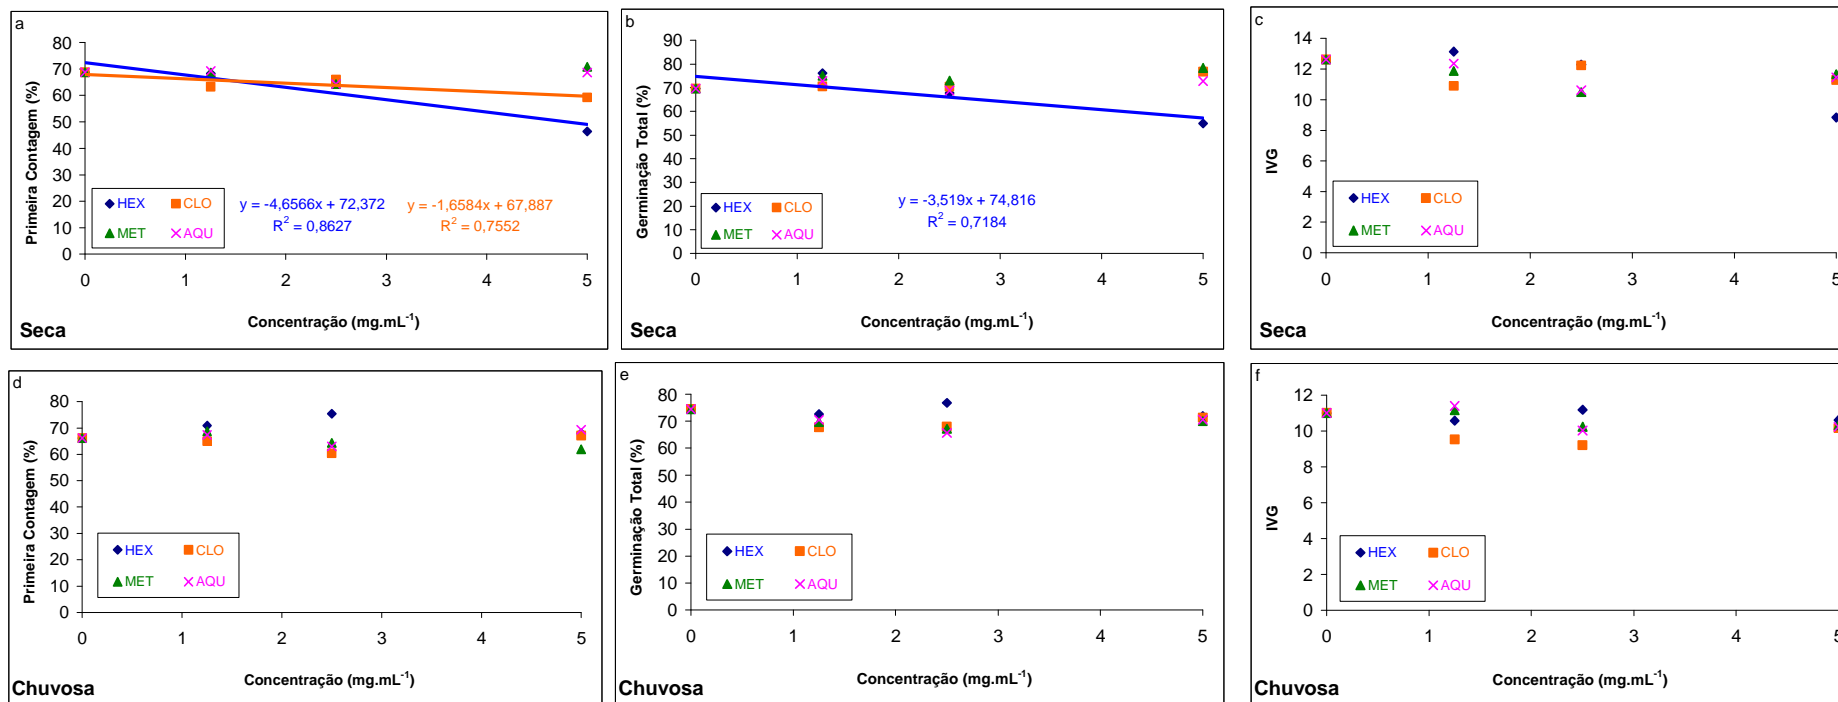 a
Primeira Contagem (%)
80
70
60
50
40
30
20
10
0
HEX CLO
MET AQU
y = -4,6566x + 72,372
R² = 0,8627
y = -1,6584x + 67,887
R² = 0,7552
0 1 2 3 4 5
Concentração (mg.mL⁻¹)
Seca
b
Germinação Total (%)
90
80
70
60
50
40
30
20
10
0
HEX CLO
MET AQU
y = -3,519x + 74,816
R² = 0,7184
0 1 2 3 4 5
Concentração (mg.mL⁻¹)
Seca
c
IVG
14
12
10
8
6
4
2
0
HEX CLO
MET AQU
0 1 2 3 4 5
Concentração (mg.mL⁻¹)
Seca
d
Primeira Contagem (%)
80
70
60
50
40
30
20
10
0
HEX CLO
MET AQU
0 1 2 3 4 5
Concentração (mg.mL⁻¹)
Chuvosa
e
Germinação Total (%)
80
70
60
50
40
30
20
10
0
HEX CLO
MET AQU
0 1 2 3 4 5
Concentração (mg.mL⁻¹)
Chuvosa
f
IVG
12
10
8
6
4
2
0
HEX CLO
MET AQU
0 1 2 3 4 5
Concentração (mg.mL⁻¹)
Chuvosa